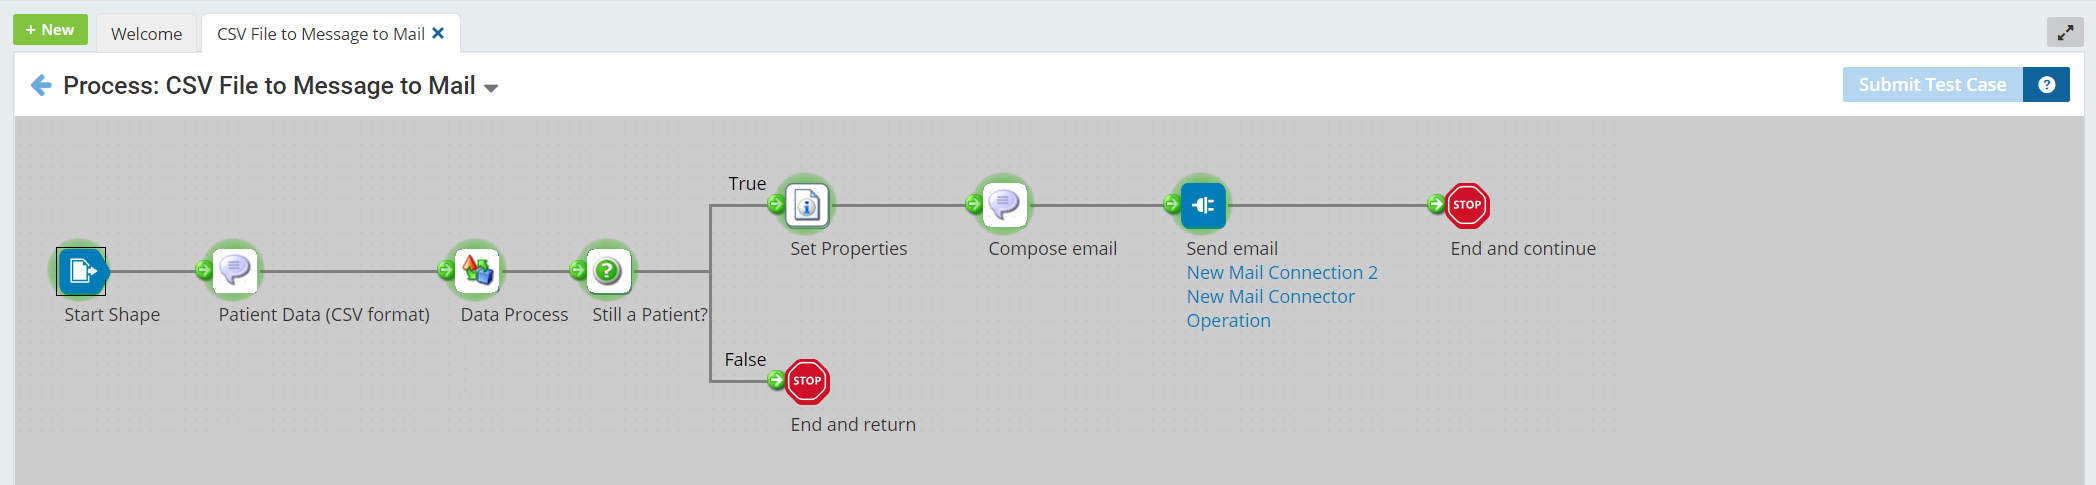 + New
Welcome
CSV File to Message to Mail ×
Process: CSV File to Message to Mail
Submit Test Case
?
True
STOP
Set Properties
Compose email
Send email
New Mail Connection 2
New Mail Connector
Operation
End and continue
Start Shape
Patient Data (CSV format)
Data Process
?
Still a Patient?
False
STOP
End and return